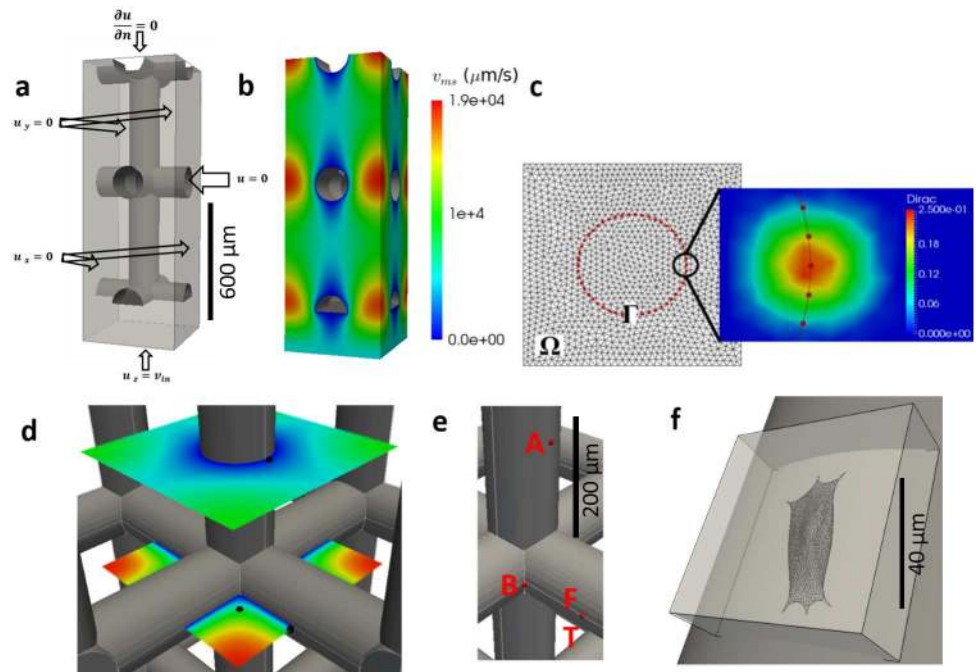 ∂u/∂n = 0
a
b
c
u_y = 0
u = 0
u_x = 0
600 µm
u_z = v_in
v_ms (µm/s)
1.9e+04
1e+4
0.0e+00
Γ
Ω
Dirac
2.500e-01
0.18
0.12
0.06
0.000e+00
d
e
f
A
200 µm
B
F
T
40 µm